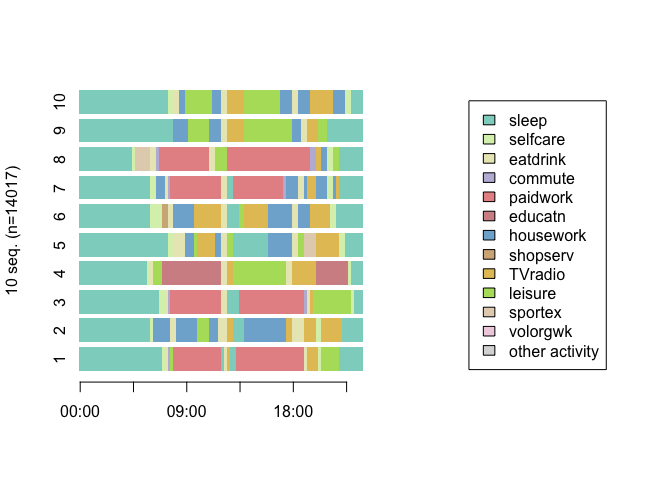 10 seq. (n=14017)
10
9
8
7
6
5
4
3
2
1
00:00 09:00 18:00
sleep
selfcare
eatdrink
commute
paidwork
educatn
housework
shopserv
TVradio
leisure
sportex
volorgwk
other activity